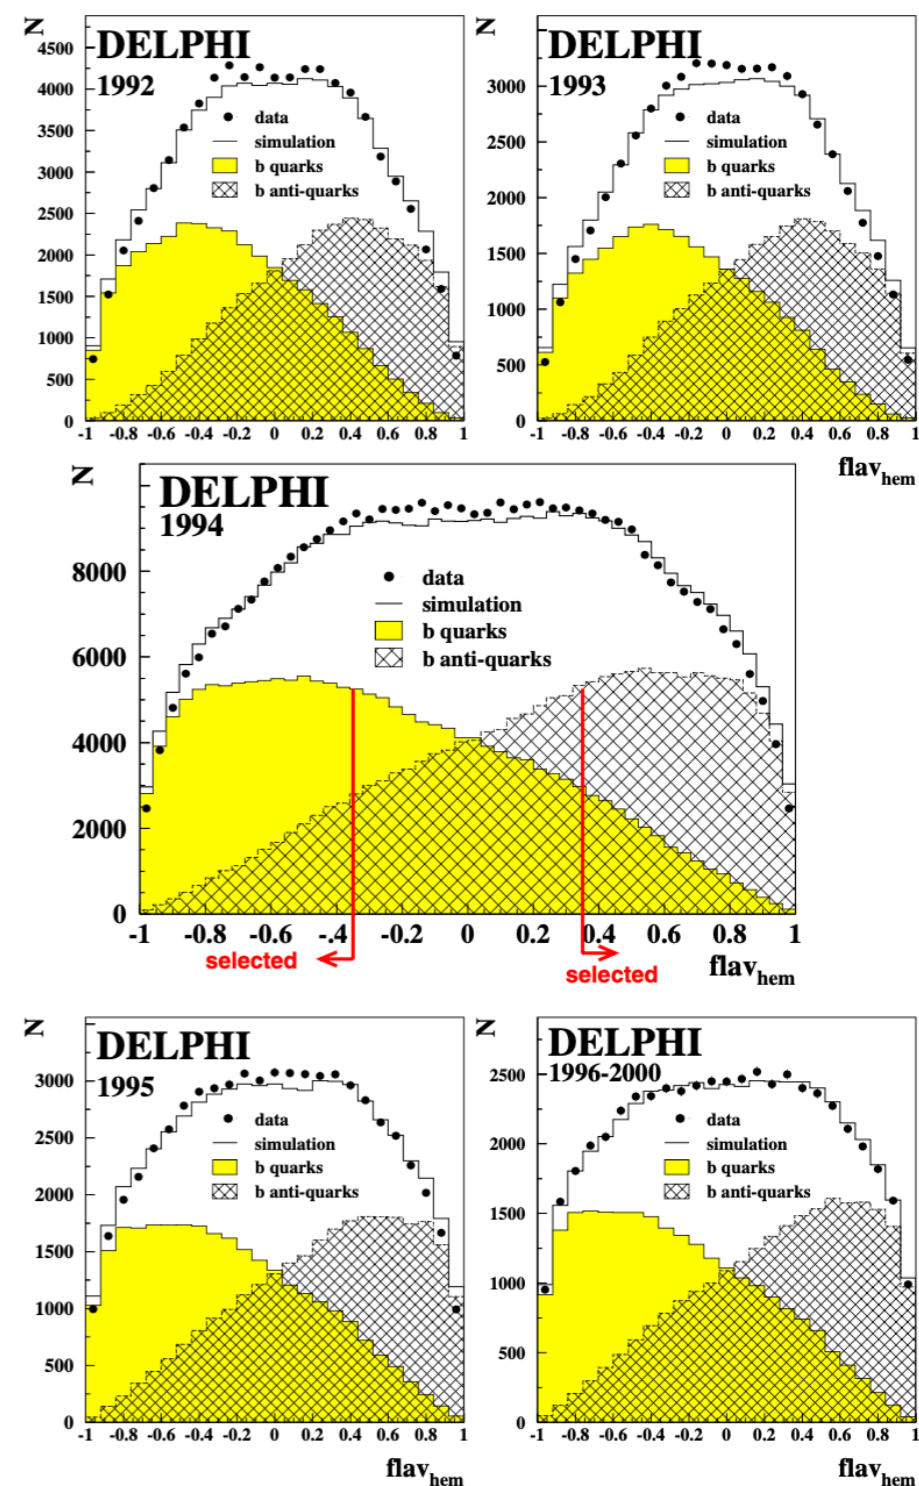 N
DELPHI
1992
data
simulation
b quarks
b anti-quarks
4500
4000
3500
3000
2500
2000
1500
1000
500
0
-1 -0.8 -0.6 -0.4 -0.2 0 0.2 0.4 0.6 0.8 1
N
DELPHI
1993
data
simulation
b quarks
b anti-quarks
3000
2500
2000
1500
1000
500
0
-1 -0.8 -0.6 -0.4 -0.2 0 0.2 0.4 0.6 0.8 1
flav_hem
N
DELPHI
1994
data
simulation
b quarks
b anti-quarks
8000
6000
4000
2000
0
-1 -0.8 -0.6 -.4 -0.2 0 0.2 0.4 0.6 0.8 1
selected
selected
flav_hem
N
DELPHI
1995
data
simulation
b quarks
b anti-quarks
3000
2500
2000
1500
1000
500
0
-1 -0.8 -0.6 -0.4 -0.2 0 0.2 0.4 0.6 0.8 1
flav_hem
N
DELPHI
1996-2000
data
simulation
b quarks
b anti-quarks
2500
2000
1500
1000
500
0
-1 -0.8 -0.6 -0.4 -0.2 0 0.2 0.4 0.6 0.8 1
flav_hem